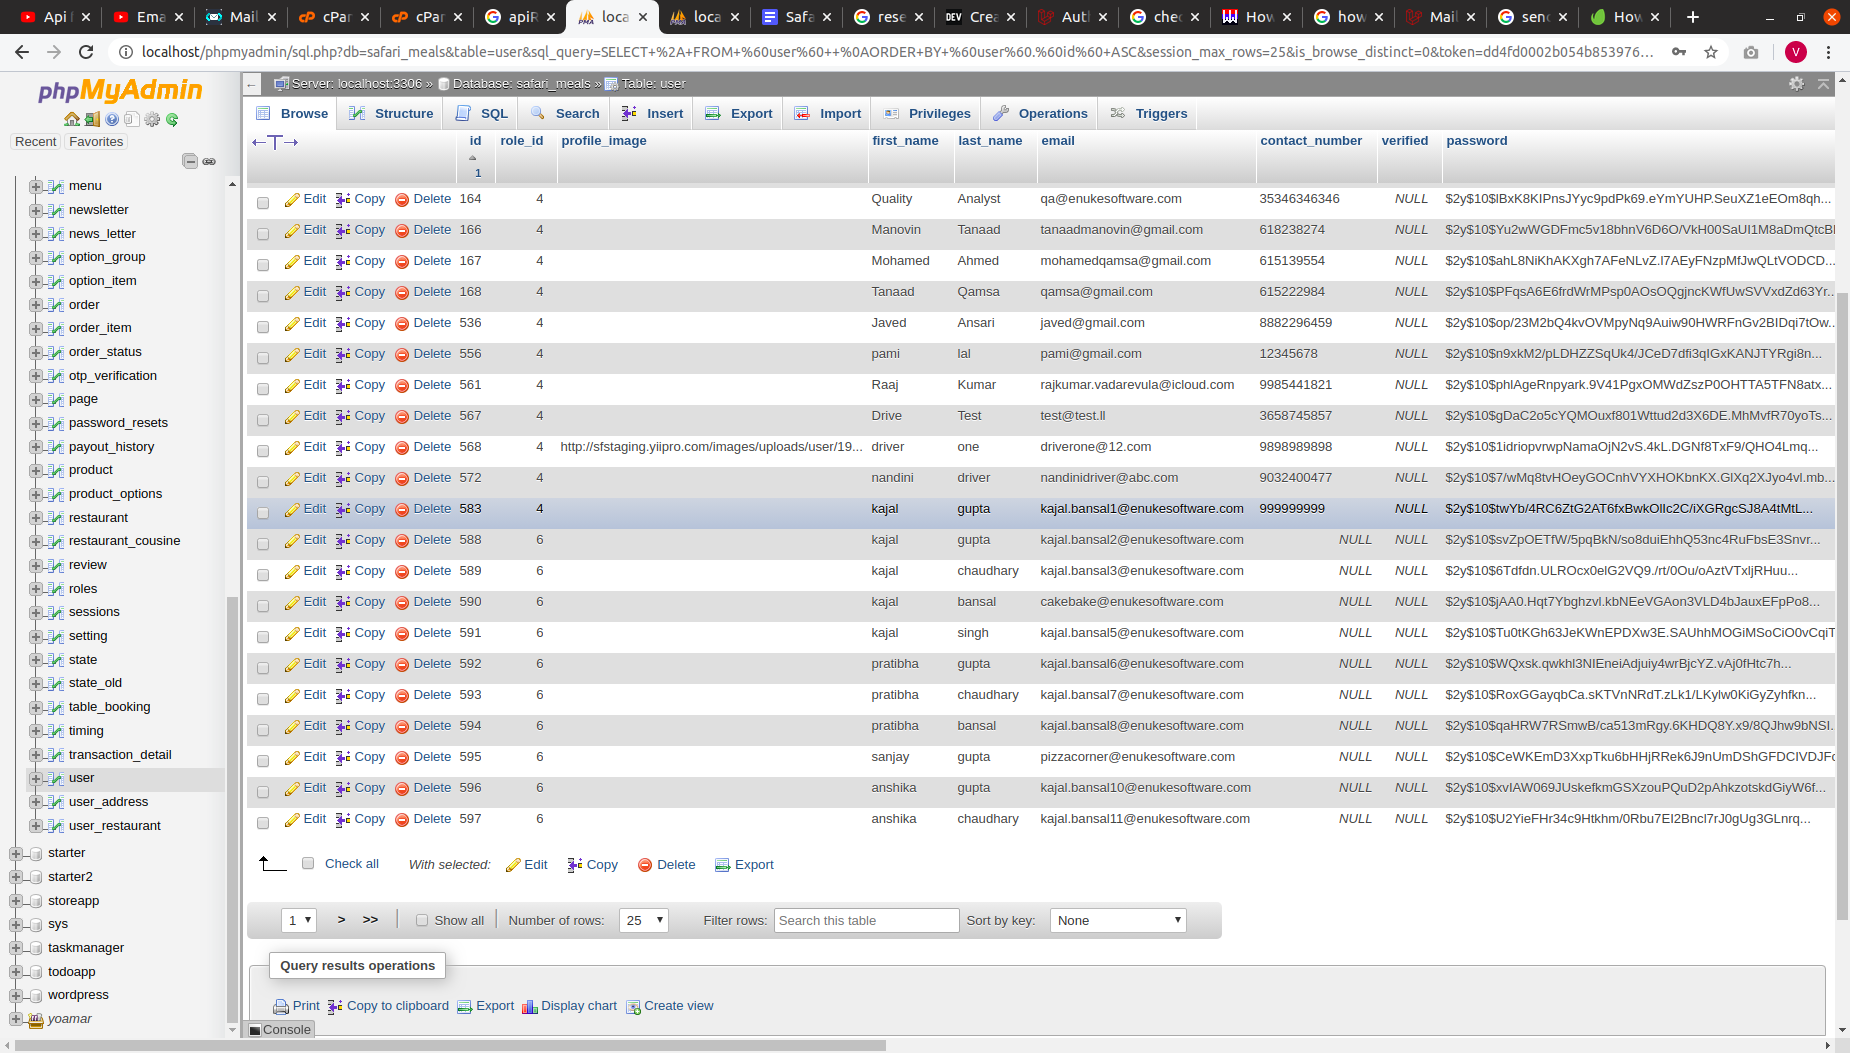 Api f
Ema
Mail
cPar
cPar
apiR
loca
loca
Safa
rese
Crea
Aut
chec
How
how
Mail
senc
How
localhost/phpmyadmin/sql.php?db=safari_meals&table=user&sql_query=SELECT+%2A+FROM+%60user%60++%0AORDER+BY+%60user%60.%60id%60+ASC&session_max_rows=25&is_browse_distinct=0&token=dd4fd0002b054b853976...
V
phpMyAdmin
Recent Favorites
menu
newsletter
news_letter
option_group
option_item
order
order_item
order_status
otp_verification
page
password_resets
payout_history
product
product_options
restaurant
restaurant_cousine
review
roles
sessions
setting
state
state_old
table_booking
timing
transaction_detail
user
user_address
user_restaurant
starter
starter2
storeapp
sys
taskmanager
todoapp
wordpress
yoamar
Server: localhost:3306 » Database: safari_meals » Table: user
Browse Structure SQL Search Insert Export Import Privileges Operations Triggers
id 1 role_id profile_image first_name last_name email contact_number verified password
Edit Copy Delete 164 4 Quality Analyst qa@enukesoftware.com 35346346346 NULL $2y$10$lBxK8KIPnsJYyc9pdPk69.eYmYUHP.SeuXZ1eEOm8qh...
Edit Copy Delete 166 4 Manovin Tanaad tanaadmanovin@gmail.com 618238274 NULL $2y$10$Yu2wWGDFmc5v18bhnV6D6O/VkH00SaUI1M8aDmQtcBl
Edit Copy Delete 167 4 Mohamed Ahmed mohamedqamsa@gmail.com 615139554 NULL $2y$10$ahL8NiKhAKXgh7AFeNLvZ.l7AEyFNzpMfJwQLtVODCD...
Edit Copy Delete 168 4 Tanaad Qamsa qamsa@gmail.com 615222984 NULL $2y$10$PFqsA6E6frdWrMPsp0AOsOQgjncKWfUwSVVxdZd63Yr...
Edit Copy Delete 536 4 Javed Ansari javed@gmail.com 8882296459 NULL $2y$10$op/23M2bQ4kvOVMpyNq9Auiw90HWRFnGv2BIDqi7tOw...
Edit Copy Delete 556 4 pami lal pami@gmail.com 12345678 NULL $2y$10$n9xkM2/pLDHZZSqUk4/JCeD7dfi3qIGxKANJTYRgi8n...
Edit Copy Delete 561 4 Raaj Kumar rajkumar.vadarevula@icloud.com 9985441821 NULL $2y$10$phlAgeRnpyark.9V41PgxOMWdZszP0OHTTA5TFN8atx...
Edit Copy Delete 567 4 Drive Test test@test.ll 3658745857 NULL $2y$10$gDaC2o5cYQMOuxf801Wttud2d3X6DE.MhMvfR70yoTs...
Edit Copy Delete 568 4 http://sfstaging.yiipro.com/images/uploads/user/19... driver one driverone@12.com 9898989898 NULL $2y$10$1idriopvrwpNamaOjN2vS.4kL.DGNf8TxF9/QHO4Lmq...
Edit Copy Delete 572 4 nandini driver nandinidriver@abc.com 9032400477 NULL $2y$10$7/wMq8tvHOeyGOCnhVYXHOKbnKX.GlXq2XJyo4vl.mb...
Edit Copy Delete 583 4 kajal gupta kajal.bansal1@enukesoftware.com 999999999 NULL $2y$10$twYb/4RC6ZtG2AT6fxBwkOlIc2C/iXGRgcSJ8A4tMtL...
Edit Copy Delete 588 6 kajal gupta kajal.bansal2@enukesoftware.com NULL NULL $2y$10$svZpOETfW/5pqBkN/so8duiEhhQ53nc4RuFbsE3Snvr...
Edit Copy Delete 589 6 kajal chaudhary kajal.bansal3@enukesoftware.com NULL NULL $2y$10$6Tdfdn.ULROcx0elG2VQ9./rt/0Ou/oAztVTxljRHuu...
Edit Copy Delete 590 6 kajal bansal cakebake@enukesoftware.com NULL NULL $2y$10$jAA0.Hqt7Ybghzvl.kbNEeVGAon3VLD4bJauxEFpPo8...
Edit Copy Delete 591 6 kajal singh kajal.bansal5@enukesoftware.com NULL NULL $2y$10$Tu0tKGh63JeKWnEPDXw3E.SAUhhMOGiMSoCiO0vCqiT
Edit Copy Delete 592 6 pratibha gupta kajal.bansal6@enukesoftware.com NULL NULL $2y$10$WQxsk.qwkhl3NIEneiAdjuiy4wrBjcYZ.vAj0fHtc7h...
Edit Copy Delete 593 6 pratibha chaudhary kajal.bansal7@enukesoftware.com NULL NULL $2y$10$RoxGGayqbCa.sKTVnNRdT.zLk1/LKylw0KiGyZyhfkn...
Edit Copy Delete 594 6 pratibha bansal kajal.bansal8@enukesoftware.com NULL NULL $2y$10$qaHRW7RSmwB/ca513mRgy.6KHDQ8Y.x9/8QJhw9bNSI.
Edit Copy Delete 595 6 sanjay gupta pizzacorner@enukesoftware.com NULL NULL $2y$10$CeWKEmD3XxpTku6bHHjRRek6J9nUmDShGFDCIVDJFc
Edit Copy Delete 596 6 anshika gupta kajal.bansal10@enukesoftware.com NULL NULL $2y$10$xvIAW069JUskefkmGSXzouPQuD2pAhkzotskdGiyW6f...
Edit Copy Delete 597 6 anshika chaudhary kajal.bansal11@enukesoftware.com NULL NULL $2y$10$U2YieFHr34c9Htkhm/0Rbu7EI2Bncl7rJ0gUg3GLnrq...
Check all With selected: Edit Copy Delete Export
1 > >> Show all Number of rows: 25 Filter rows: Search this table Sort by key: None
Query results operations
Print Copy to clipboard Export Display chart Create view
Console